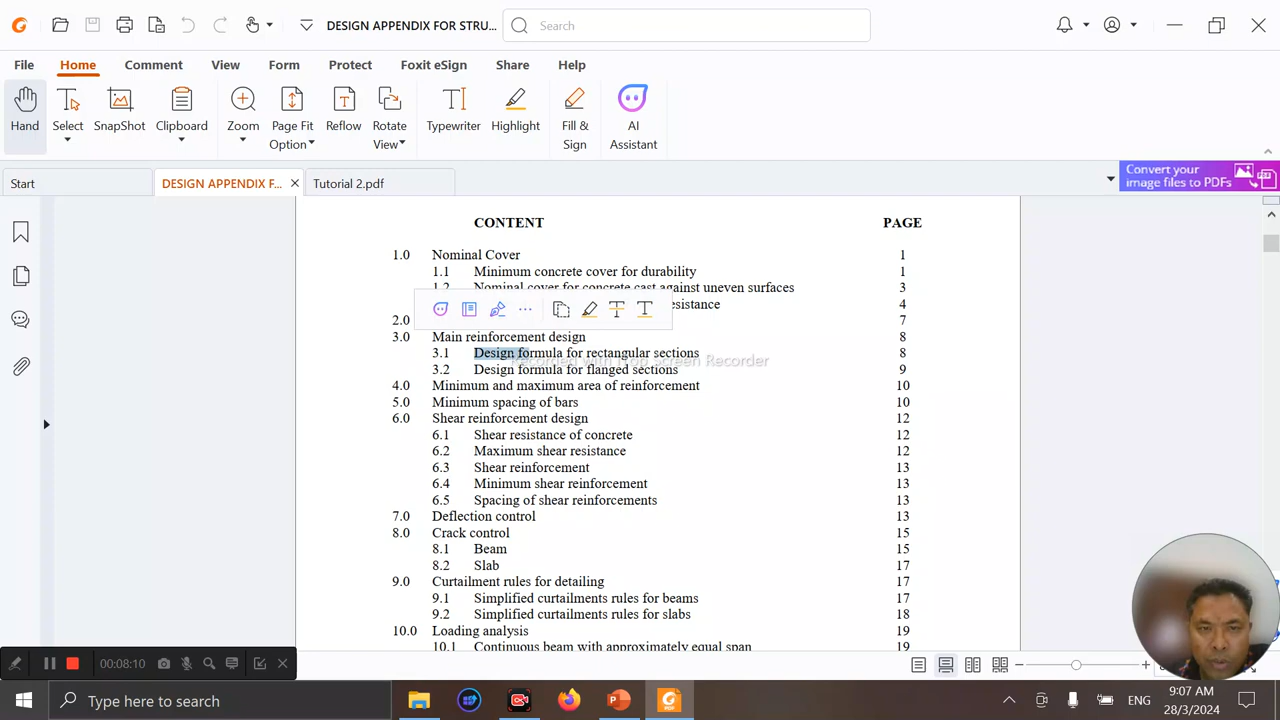 DESIGN APPENDIX FOR STRU...
Search
File
Home
Comment
View
Form
Protect
Foxit eSign
Share
Help
Hand
Select
SnapShot
Clipboard
Zoom
Page Fit
Option
Reflow
Rotate
View
Typewriter
Highlight
Fill &
Sign
AI
Assistant
Start
DESIGN APPENDIX F...
Tutorial 2.pdf
Convert your
image files to PDFs
CONTENT PAGE
1.0 Nominal Cover 1
1.1 Minimum concrete cover for durability 1
1.2 Nominal cover for concrete cast against uneven surfaces 3
esistance 4
2.0 7
3.0 Main reinforcement design 8
3.1 Design formula for rectangular sections 8
Recorded with iTop Screen Recorder
3.2 Design formula for flanged sections 9
4.0 Minimum and maximum area of reinforcement 10
5.0 Minimum spacing of bars 10
6.0 Shear reinforcement design 12
6.1 Shear resistance of concrete 12
6.2 Maximum shear resistance 12
6.3 Shear reinforcement 13
6.4 Minimum shear reinforcement 13
6.5 Spacing of shear reinforcements 13
7.0 Deflection control 13
8.0 Crack control 15
8.1 Beam 15
8.2 Slab 17
9.0 Curtailment rules for detailing 17
9.1 Simplified curtailments rules for beams 17
9.2 Simplified curtailments rules for slabs 18
10.0 Loading analysis 19
10.1 Continuous beam with approximately equal span 19
00:08:10
Type here to search
ENG
9:07 AM
28/3/2024